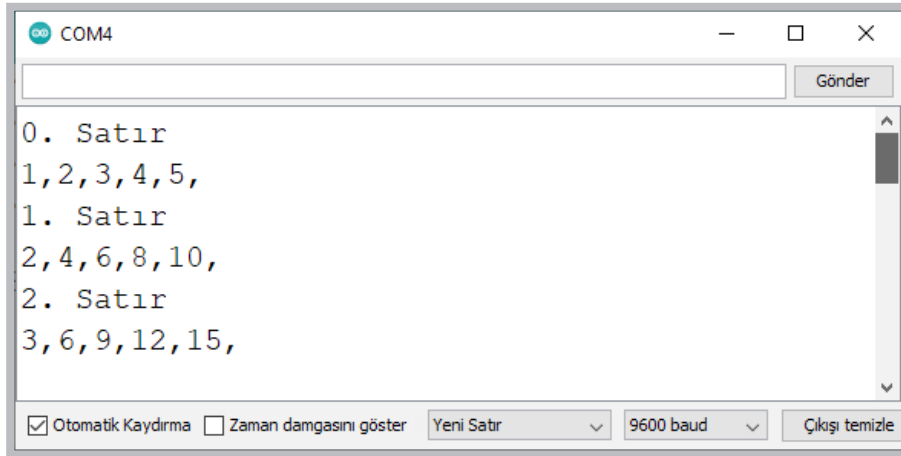 COM4
Gönder
0. Satır
1,2,3,4,5,
1. Satır
2,4,6,8,10,
2. Satır
3,6,9,12,15,
Otomatik Kaydırma Zaman damgasını göster Yeni Satır 9600 baud Çıkışı temizle